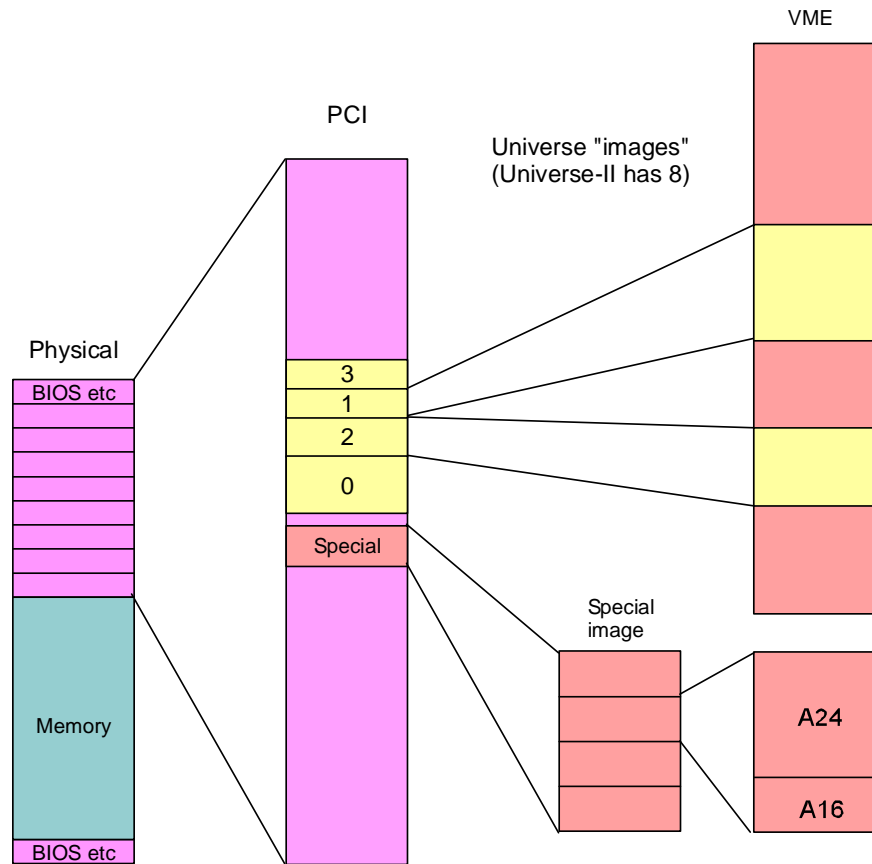 VME
PCI
Universe "images"
(Universe-II has 8)
Physical
BIOS etc
3
1
2
0
Special
Memory
BIOS etc
Special
image
A24
A16